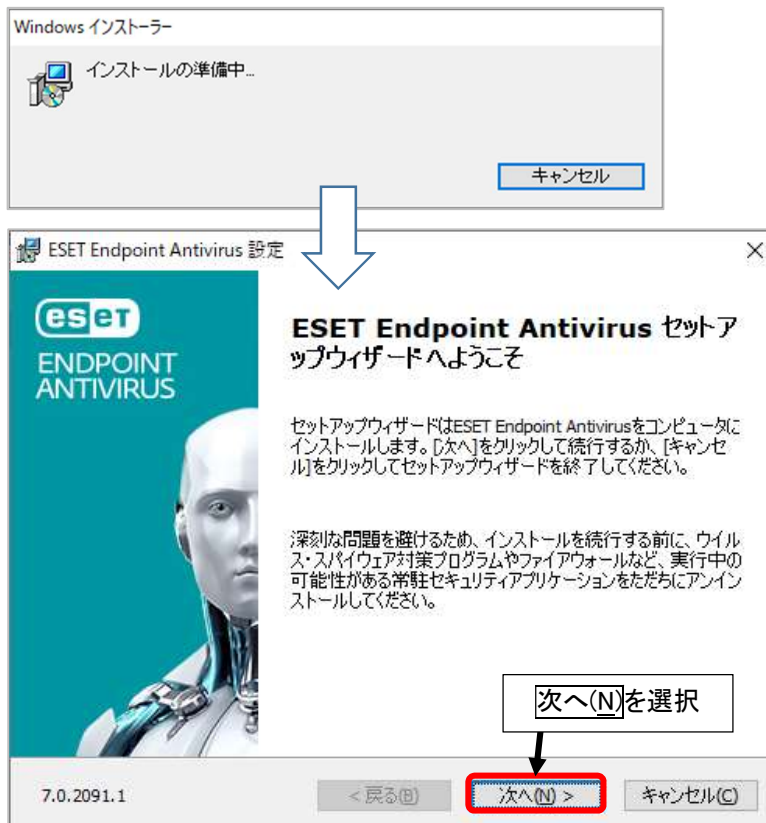 Windows インストーラー
インストールの準備中...
キャンセル
ESET Endpoint Antivirus 設定
eseT
ENDPOINT
ANTIVIRUS
ESET Endpoint Antivirus セットア
ップウィザードへようこそ
セットアップウィザードはESET Endpoint Antivirusをコンピュータに
インストールします。[次へ]をクリックして続行するか、[キャンセ
ル]をクリックしてセットアップウィザードを終了してください。
深刻な問題を避けるため、インストールを続行する前に、ウイル
ス・スパイウェア対策プログラムやファイアウォールなど、実行中の
可能性がある常駐セキュリティアプリケーションをただちにアンイン
ストールしてください。
次へ(N)を選択
7.0.2091.1
<戻る(B)
次へ(N) >
キャンセル(C)